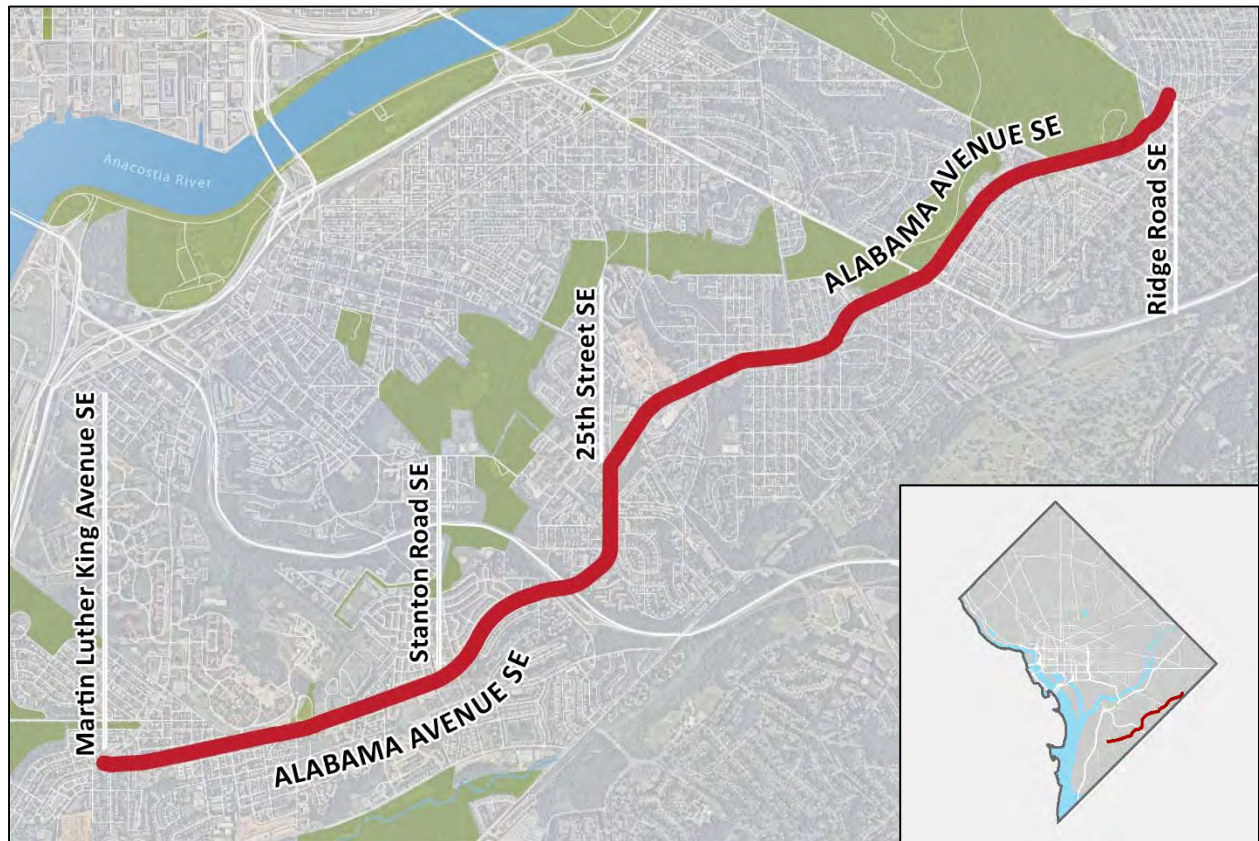 Anacostia River
ALABAMA AVENUE SE
Ridge Road SE
25th Street SE
Stanton Road SE
Martin Luther King Avenue SE
ALABAMA AVENUE SE